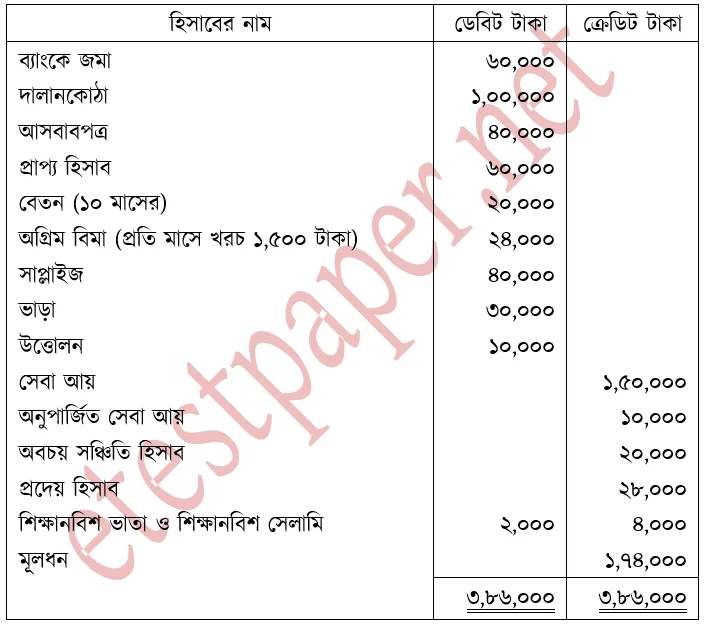 হিসাবের নাম ডেবিট টাকা ক্রেডিট টাকা
ব্যাংকে জমা ৬০,০০০
দালানকোঠা ১,০০,০০০
আসবাবপত্র ৪০,০০০
প্রাপ্য হিসাব ৬০,০০০
বেতন (১০ মাসের) ২০,০০০
অগ্রিম বিমা (প্রতি মাসে খরচ ১,৫০০ টাকা) ২৪,০০০
সাপ্লাইজ ৪০,০০০
ভাড়া ৩০,০০০
উত্তোলন ১০,০০০
সেবা আয় ১,৫০,০০০
অনুপার্জিত সেবা আয় ১০,০০০
অবচয় সঞ্চিতি হিসাব ২০,০০০
প্রদেয় হিসাব ২৮,০০০
শিক্ষানবিশ ভাতা ও শিক্ষানবিশ সেলামি ২,০০০ ৪,০০০
মূলধন ১,৭৪,০০০
৩,৮৬,০০০ ৩,৮৬,০০০
etestpaper.net